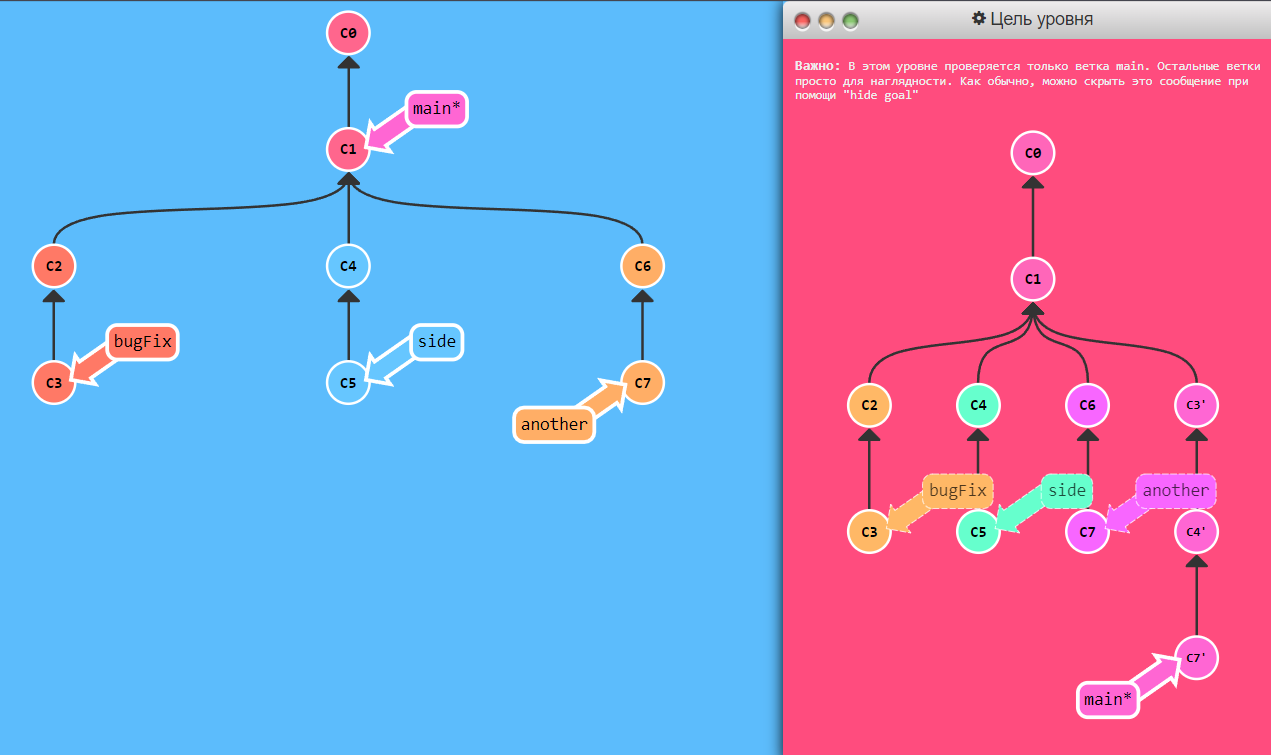 C0
main*
C1
C2
C4
C6
bugFix
side
C3
C5
C7
another
Цель уровня
Важно: В этом уровне проверяется только ветка main. Остальные ветки
просто для наглядности. Как обычно, можно скрыть это сообщение при
помощи "hide goal"
C0
C1
C2
C4
C6
C3'
bugFix
side
another
C3
C5
C7
C4'
C7'
main*